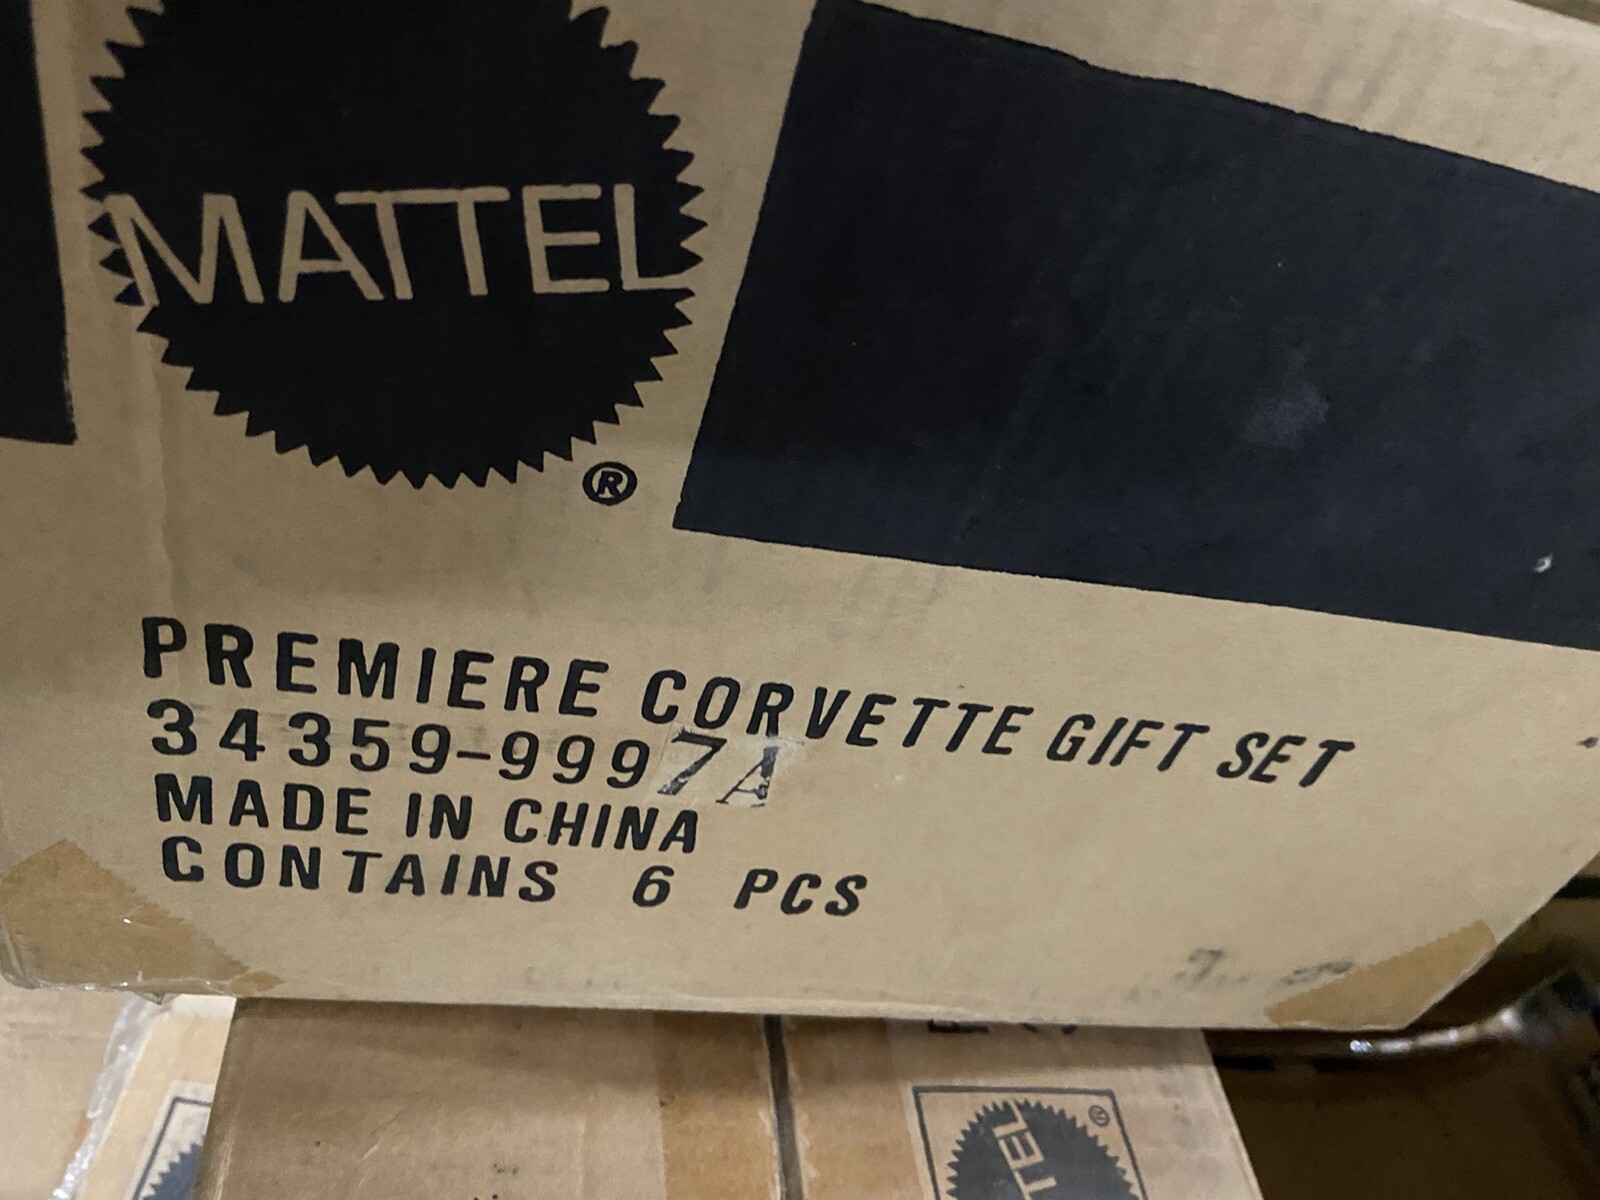 MATTEL
®
PREMIERE CORVETTE GIFT SET
34359-9997A
MADE IN CHINA
CONTAINS 6 PCS
®